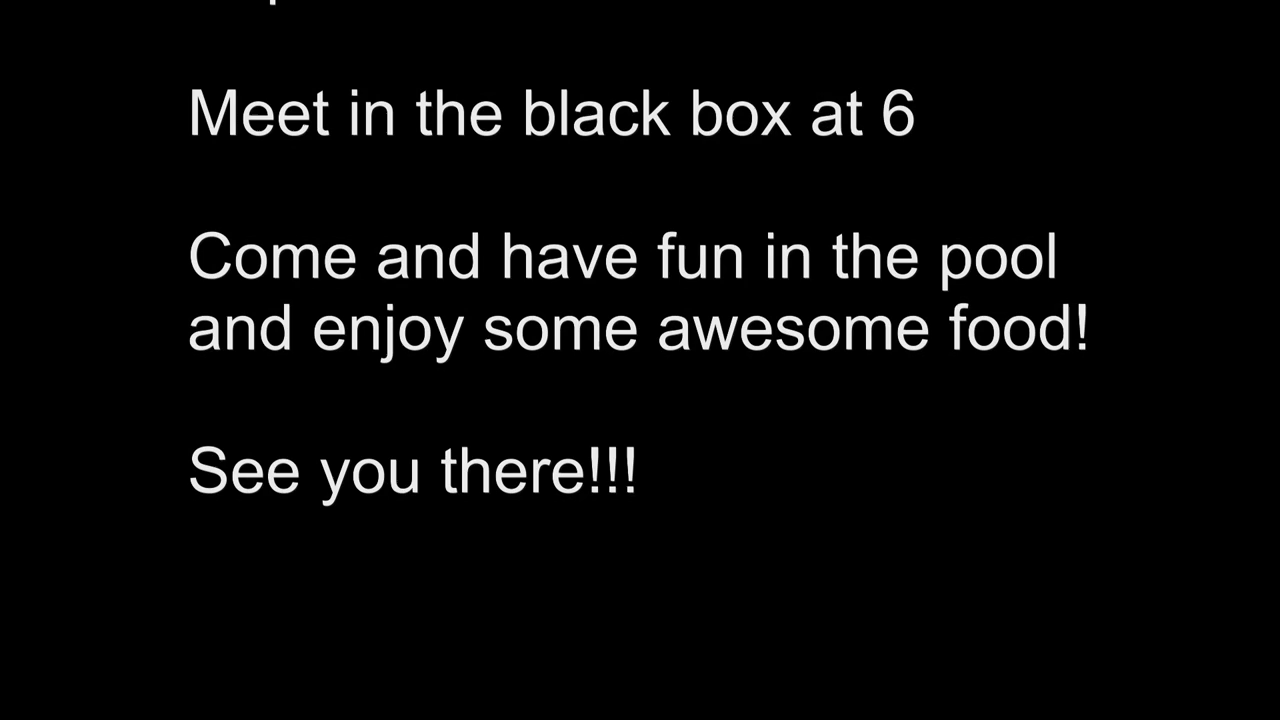 Meet in the black box at 6
Come and have fun in the pool
and enjoy some awesome food!
See you there!!!